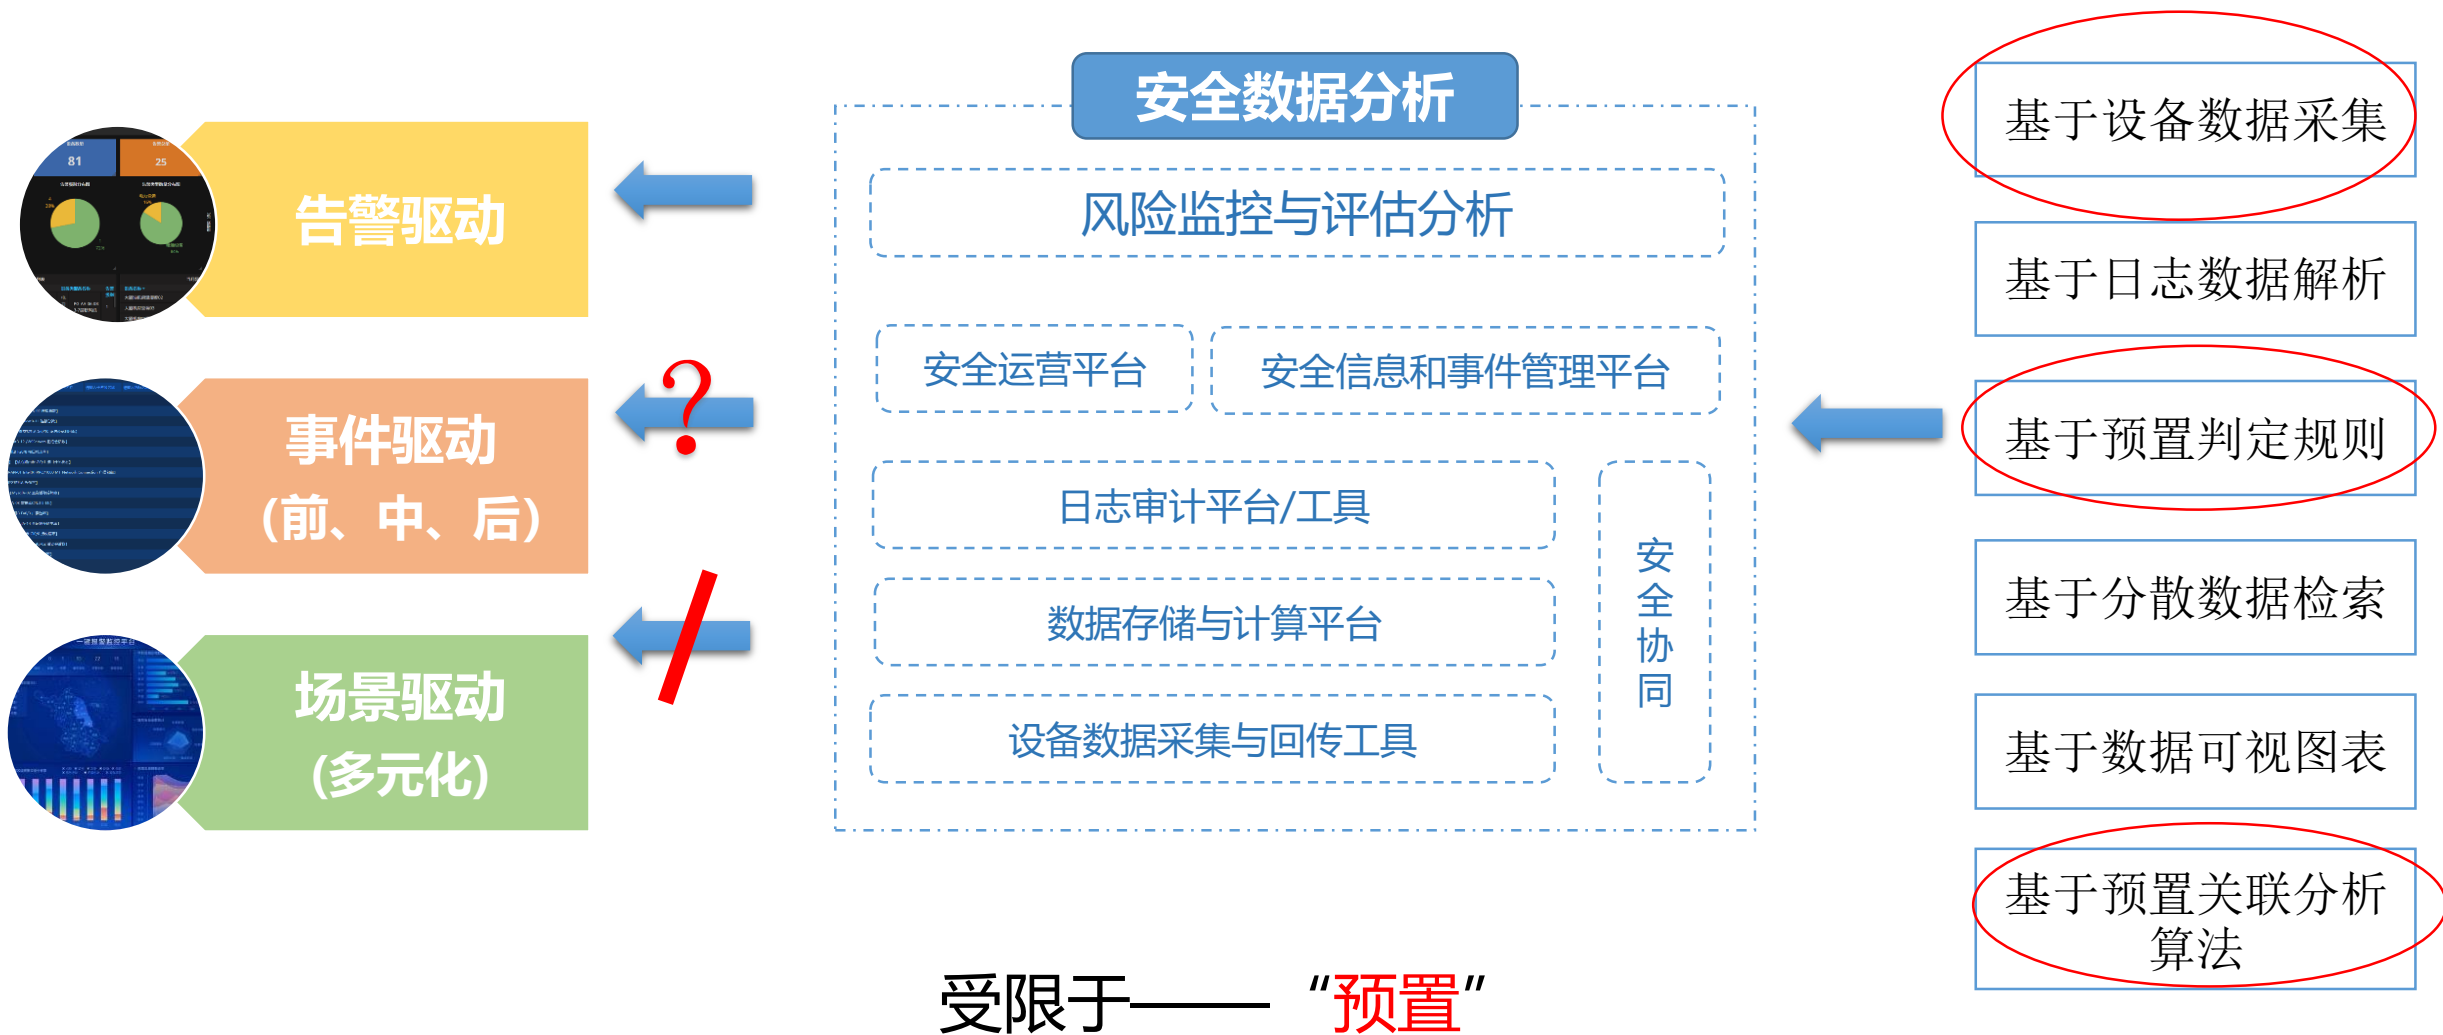 安全数据分析
告警驱动
事件驱动
(前、中、后)
场景驱动
(多元化)
?
风险监控与评估分析
安全运营平台
安全信息和事件管理平台
日志审计平台/工具
数据存储与计算平台
设备数据采集与回传工具
安全协同
基于设备数据采集
基于日志数据解析
基于预置判定规则
基于分散数据检索
基于数据可视图表
基于预置关联分析
算法
受限于——“预置”
81
25